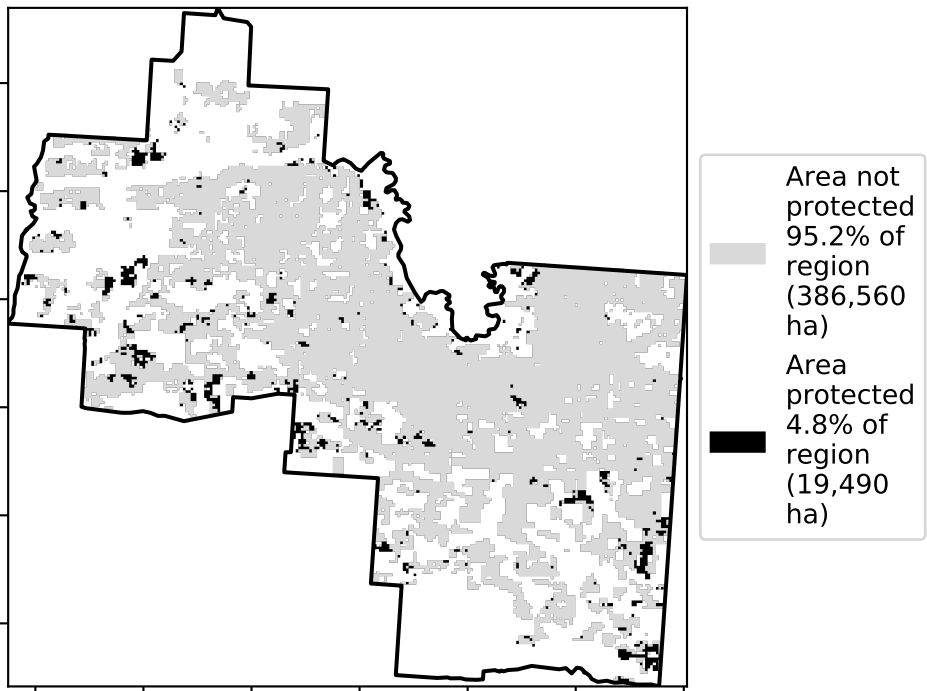 Area not
protected
95.2% of
region
(386,560
ha)
Area
protected
4.8% of
region
(19,490
ha)